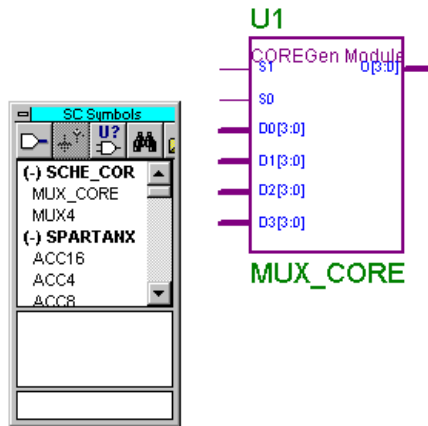 U1
COREGen Module
S1
O[3:0]
S0
D0[3:0]
D1[3:0]
D2[3:0]
D3[3:0]
MUX_CORE
SC Symbols
U?
(-) SCHE_COR
MUX_CORE
MUX4
(-) SPARTANX
ACC16
ACC4
ACC8